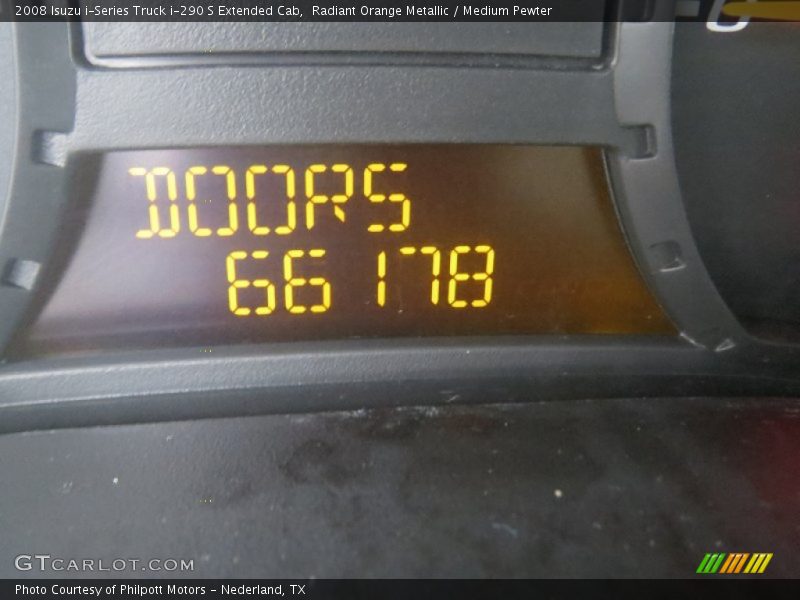 2008 Isuzu i-Series Truck i-290 S Extended Cab,  Radiant Orange Metallic / Medium Pewter
DOORS
66178
GTCARLOT.COM
Photo Courtesy of Philpott Motors - Nederland, TX